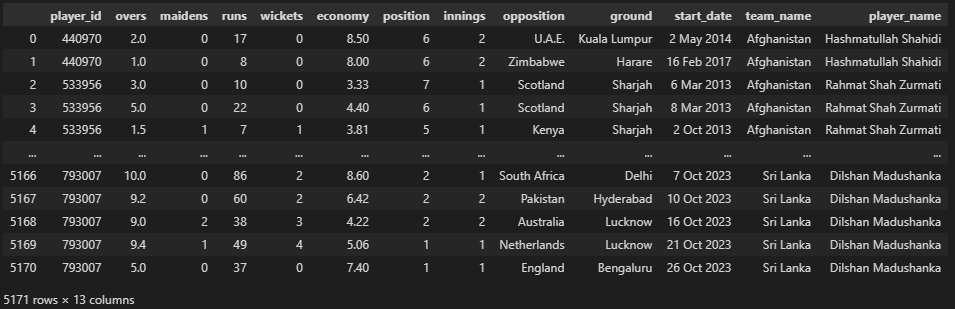 player_id overs maidens runs wickets economy position innings opposition ground start_date team_name player_name
0 440970 2.0 0 17 0 8.50 6 2 U.A.E. Kuala Lumpur 2 May 2014 Afghanistan Hashmatullah Shahidi
1 440970 1.0 0 8 0 8.00 6 2 Zimbabwe Harare 16 Feb 2017 Afghanistan Hashmatullah Shahidi
2 533956 3.0 0 10 0 3.33 7 1 Scotland Sharjah 6 Mar 2013 Afghanistan Rahmat Shah Zurmati
3 533956 5.0 0 22 0 4.40 6 1 Scotland Sharjah 8 Mar 2013 Afghanistan Rahmat Shah Zurmati
4 533956 1.5 1 7 1 3.81 5 1 Kenya Sharjah 2 Oct 2013 Afghanistan Rahmat Shah Zurmati
... ... ... ... ... ... ... ... ... ... ... ... ... ...
5166 793007 10.0 0 86 2 8.60 2 1 South Africa Delhi 7 Oct 2023 Sri Lanka Dilshan Madushanka
5167 793007 9.2 0 60 2 6.42 2 2 Pakistan Hyderabad 10 Oct 2023 Sri Lanka Dilshan Madushanka
5168 793007 9.0 2 38 3 4.22 2 2 Australia Lucknow 16 Oct 2023 Sri Lanka Dilshan Madushanka
5169 793007 9.4 1 49 4 5.06 1 1 Netherlands Lucknow 21 Oct 2023 Sri Lanka Dilshan Madushanka
5170 793007 5.0 0 37 0 7.40 1 1 England Bengaluru 26 Oct 2023 Sri Lanka Dilshan Madushanka
5171 rows × 13 columns